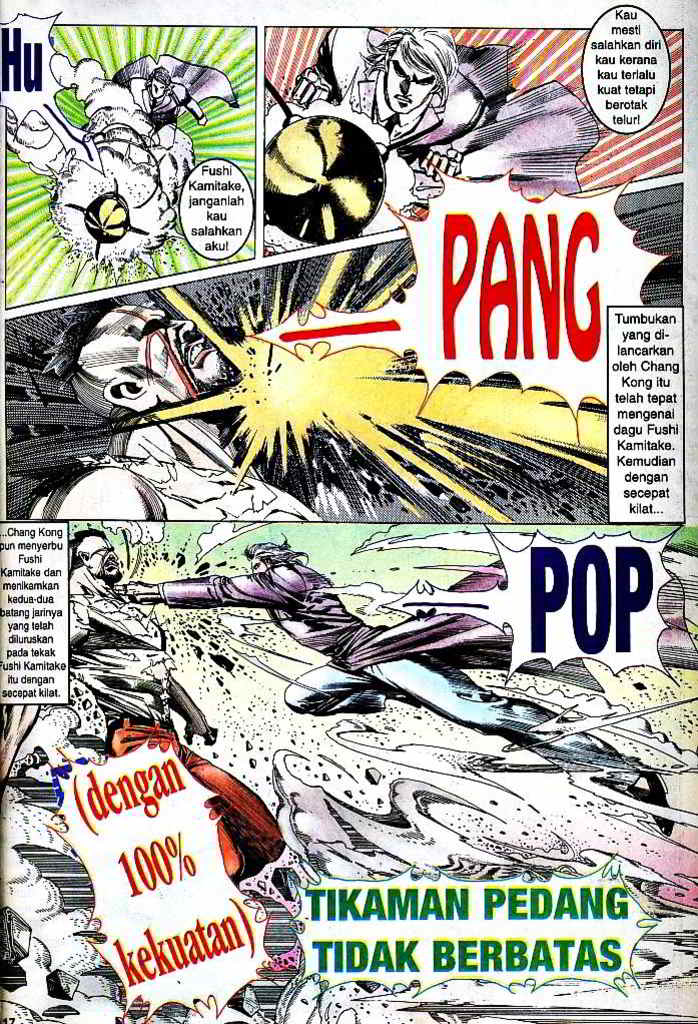 Hu
Fushi
Kamitake,
janganlah
kau
salahkan
aku!
Kau
mesti
salahkan diri
kau kerana
kau terlalu
kuat tetapi
berotak
telur!
PANG
Tumbukan
yang di-
lancarkan
oleh Chang
Kong itu
telah tepat
mengenai
dagu Fushi
Kamitake.
Kemudian
dengan
secepat
kilat...
...Chang Kong
pun menyerbu
Fushi
Kamitake dan
menikamkan
kedua-dua
batang jarinya
yang telah
diluruskan
pada tekak
Fushi Kamitake
itu dengan
secepat kilat.
POP
(dengan
100%
kekuatan)
TIKAMAN PEDANG
TIDAK BERBATAS
17